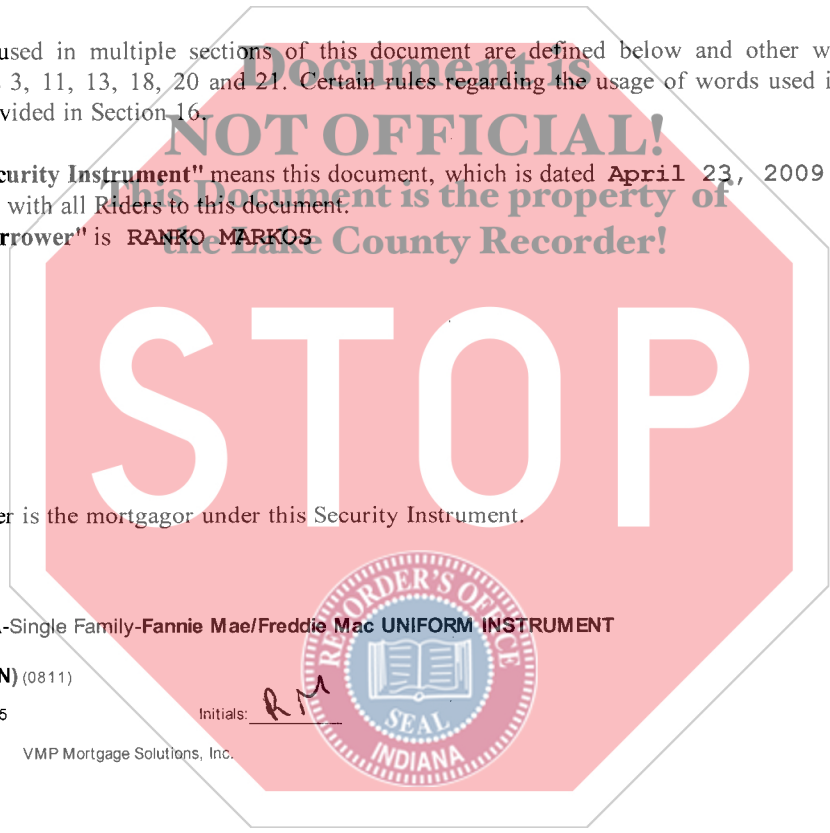 used in multiple sections of this document are defined below and other w
3, 11, 13, 18, 20 and 21. Certain rules regarding the usage of words used i
vided in Section 16.
Document is
NOT OFFICIAL!
This Document is the property of
the Lake County Recorder!
curity Instrument" means this document, which is dated April 23, 2009
with all Riders to this document.
rrower" is RANKO MARKOS
STOP
er is the mortgagor under this Security Instrument.
-Single Family-Fannie Mae/Freddie Mac UNIFORM INSTRUMENT
N) (0811)
5
Initials: RM
VMP Mortgage Solutions, Inc.
RECORDER'S OFFICE
SEAL
INDIANA